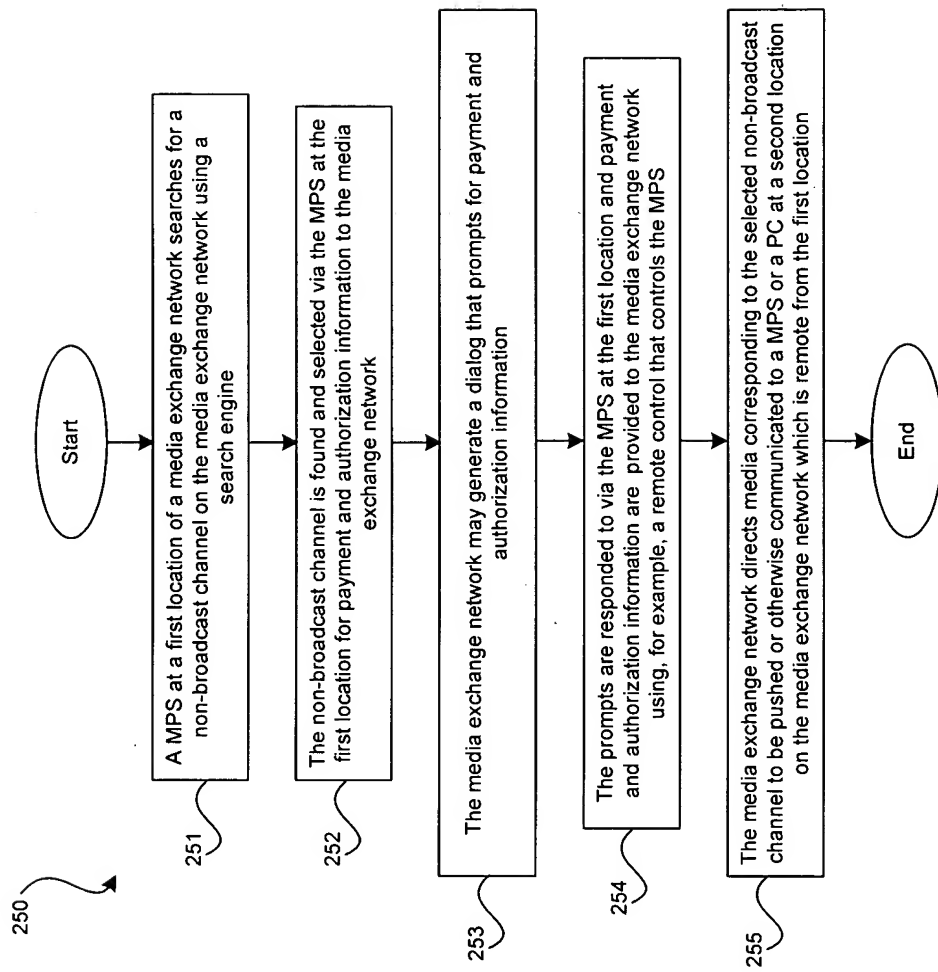 250
Start
251
A MPS at a first location of a media exchange network searches for a
non-broadcast channel on the media exchange network using a
search engine
252
The non-broadcast channel is found and selected via the MPS at the
first location for payment and authorization information to the media
exchange network
253
The media exchange network may generate a dialog that prompts for payment and
authorization information
254
The prompts are responded to via the MPS at the first location and payment
and authorization information are provided to the media exchange network
using, for example, a remote control that controls the MPS
255
The media exchange network directs media corresponding to the selected non-broadcast
channel to be pushed or otherwise communicated to a MPS or a PC at a second location
on the media exchange network which is remote from the first location
End